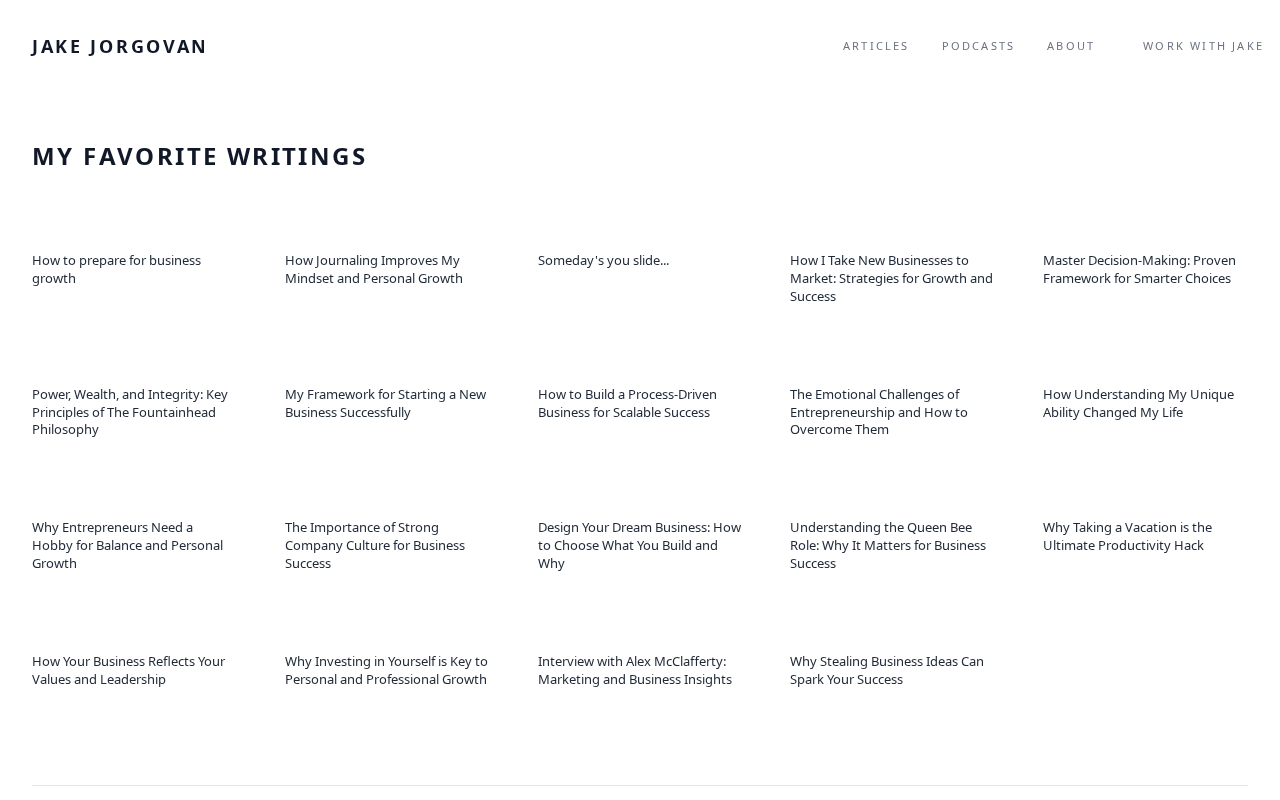 JAKE JORGOVAN
ARTICLES
PODCASTS
ABOUT
WORK WITH JAKE
MY FAVORITE WRITINGS
How to prepare for business
growth
How Journaling Improves My
Mindset and Personal Growth
Someday's you slide...
How I Take New Businesses to
Market: Strategies for Growth and
Success
Master Decision-Making: Proven
Framework for Smarter Choices
Power, Wealth, and Integrity: Key
Principles of The Fountainhead
Philosophy
My Framework for Starting a New
Business Successfully
How to Build a Process-Driven
Business for Scalable Success
The Emotional Challenges of
Entrepreneurship and How to
Overcome Them
How Understanding My Unique
Ability Changed My Life
Why Entrepreneurs Need a
Hobby for Balance and Personal
Growth
The Importance of Strong
Company Culture for Business
Success
Design Your Dream Business: How
to Choose What You Build and
Why
Understanding the Queen Bee
Role: Why It Matters for Business
Success
Why Taking a Vacation is the
Ultimate Productivity Hack
How Your Business Reflects Your
Values and Leadership
Why Investing in Yourself is Key to
Personal and Professional Growth
Interview with Alex McClafferty:
Marketing and Business Insights
Why Stealing Business Ideas Can
Spark Your Success